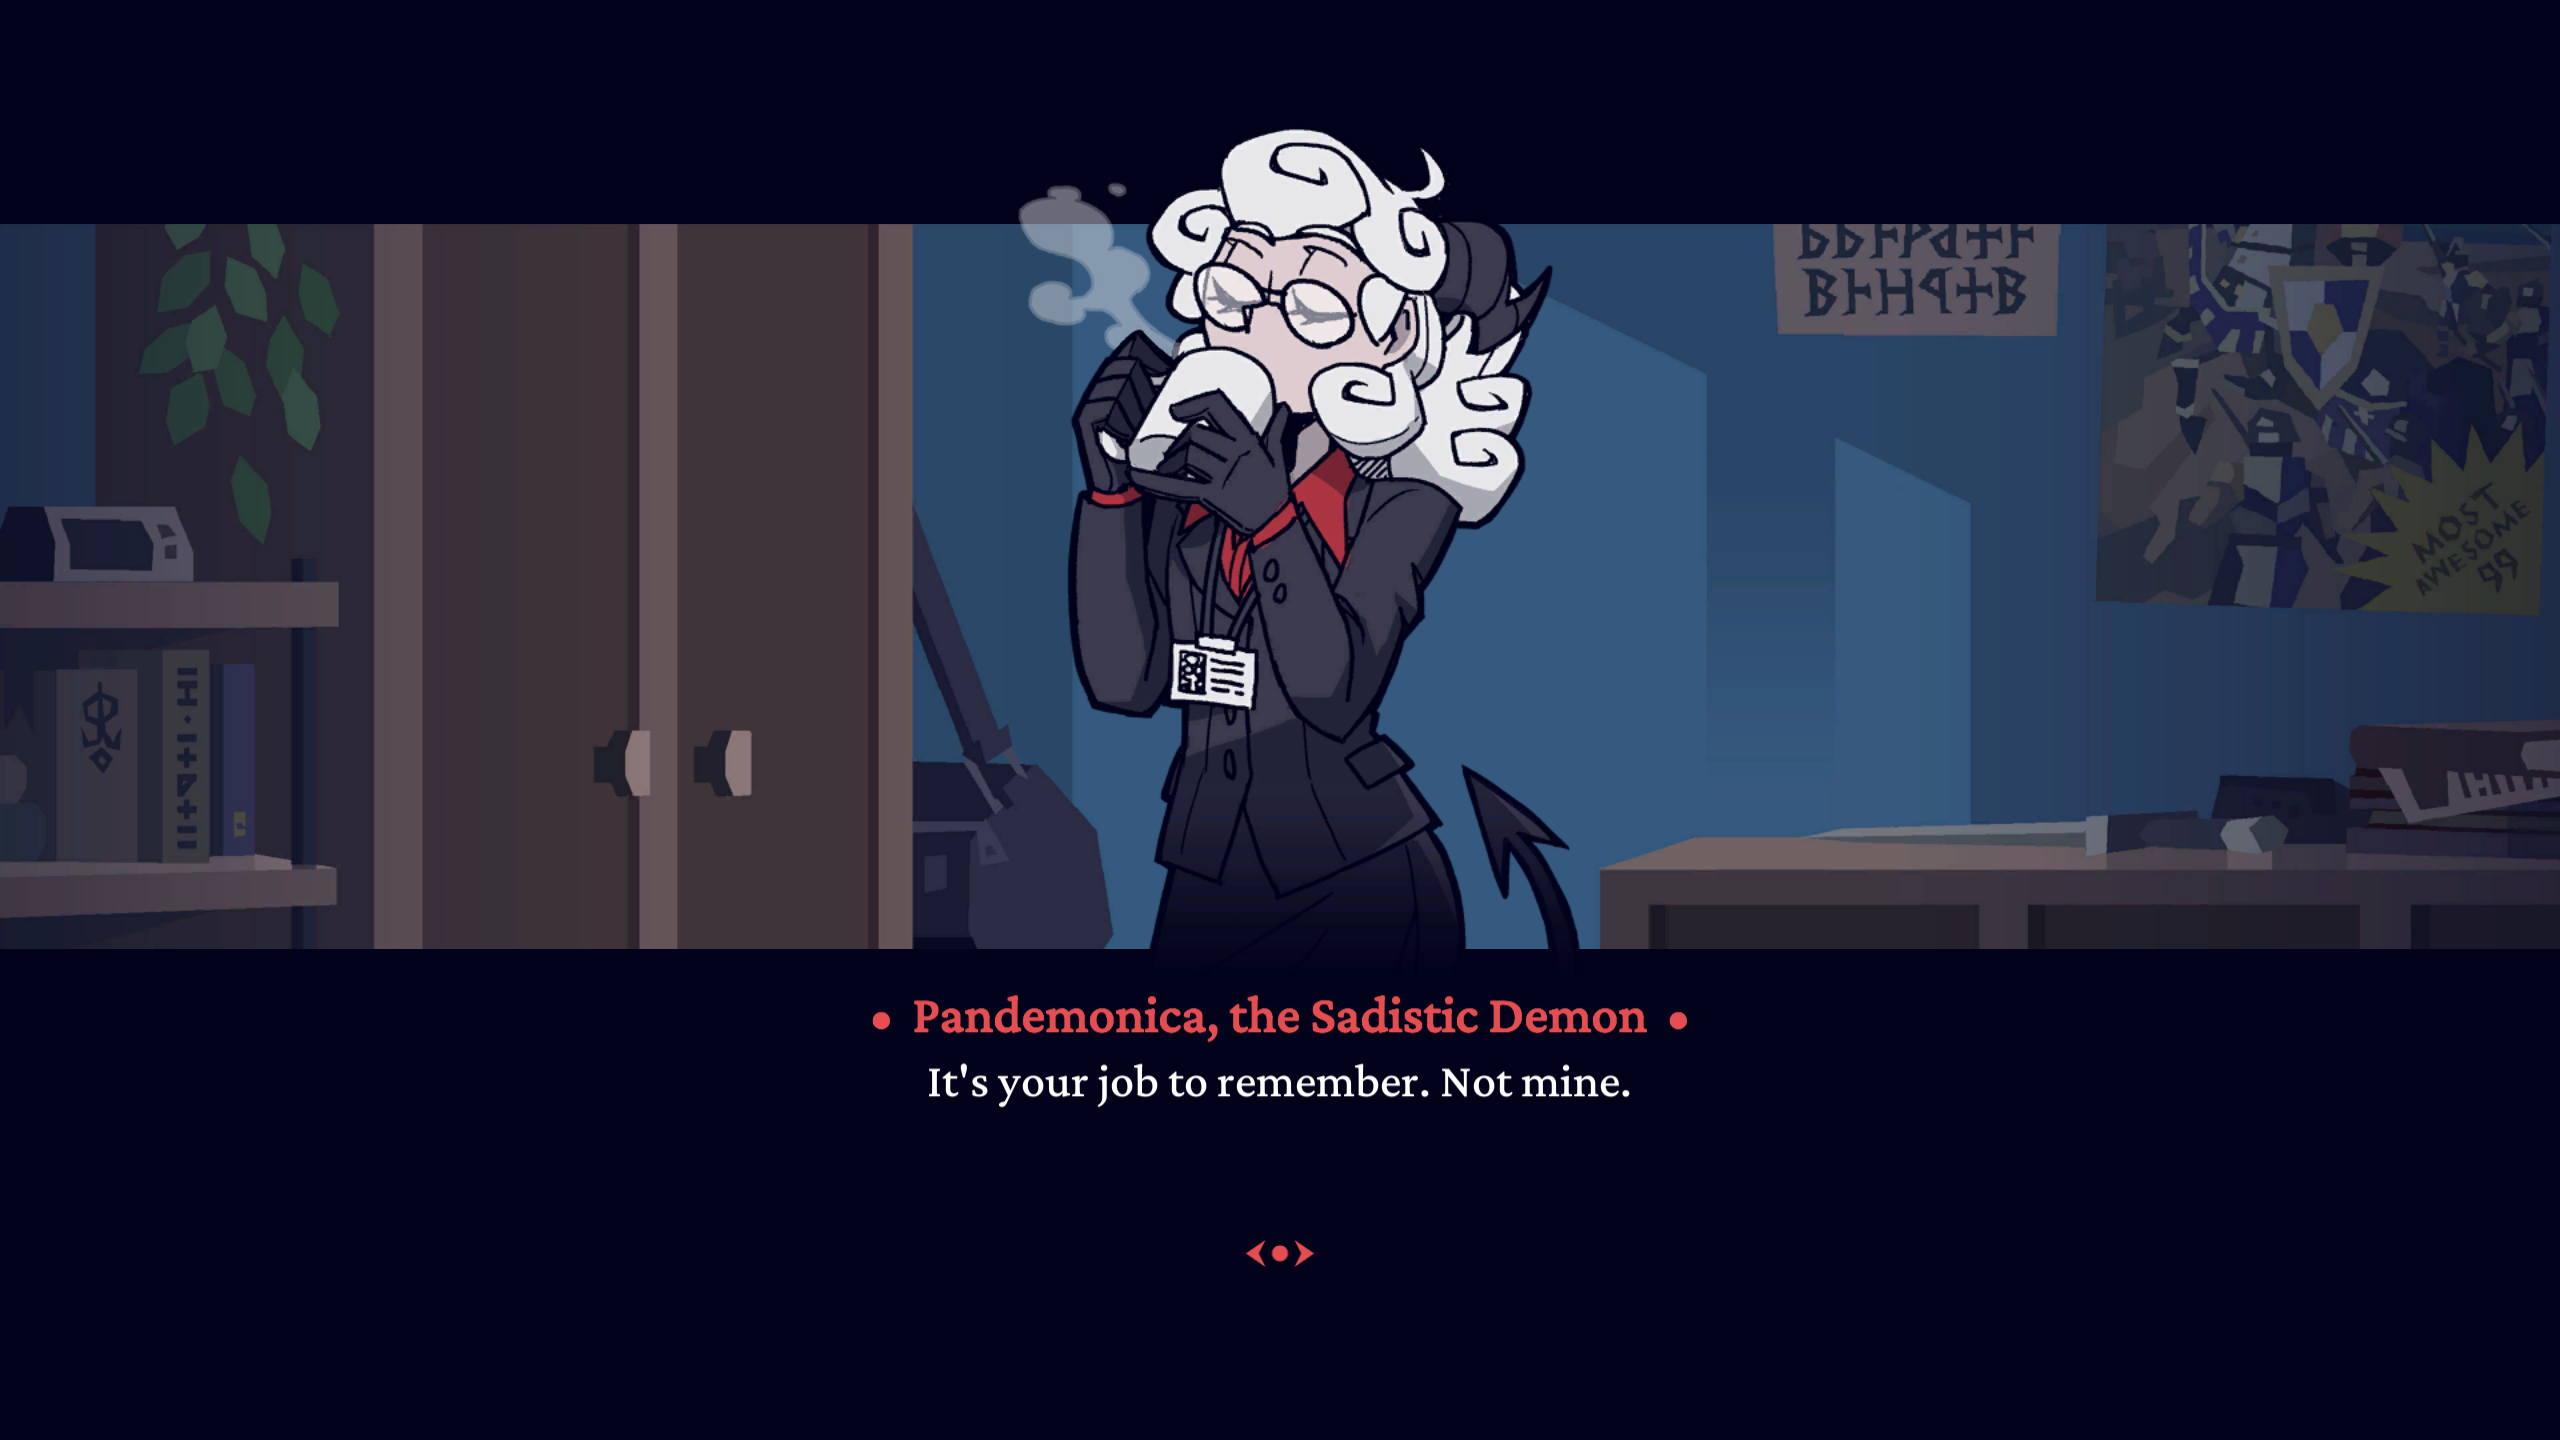 MOST
AWESOME
99
• Pandemonica, the Sadistic Demon •
It's your job to remember. Not mine.